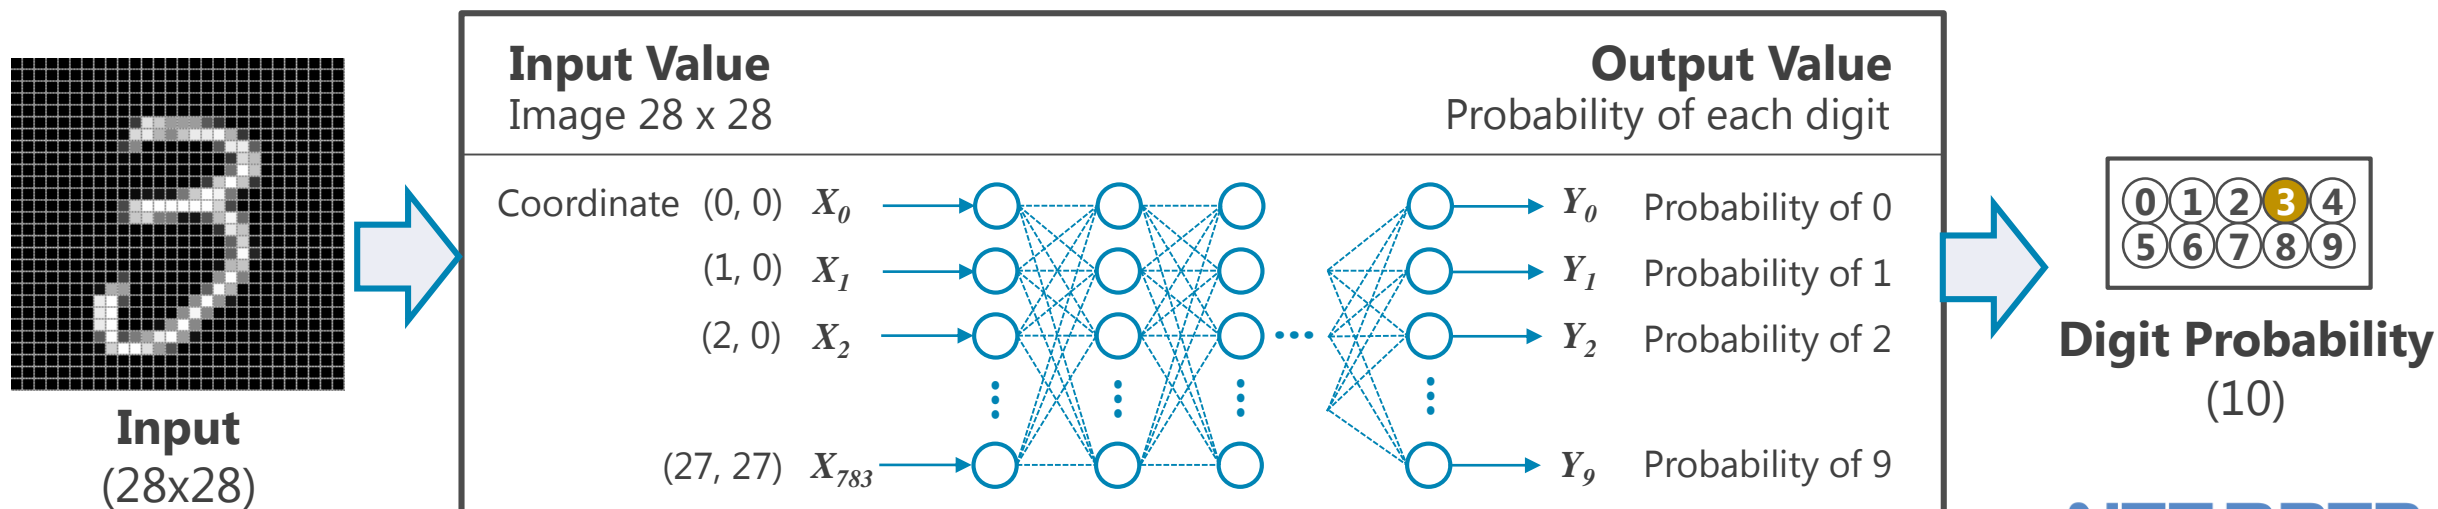 Input Value
Output Value
Image 28 x 28
Probability of each digit
Coordinate (0, 0) X0 Y0 Probability of 0
(1, 0) X1 Y1 Probability of 1
(2, 0) X2 Y2 Probability of 2
(27, 27) X783 Y9 Probability of 9
Input
(28x28)
0 1 2 3 4
5 6 7 8 9
Digit Probability
(10)